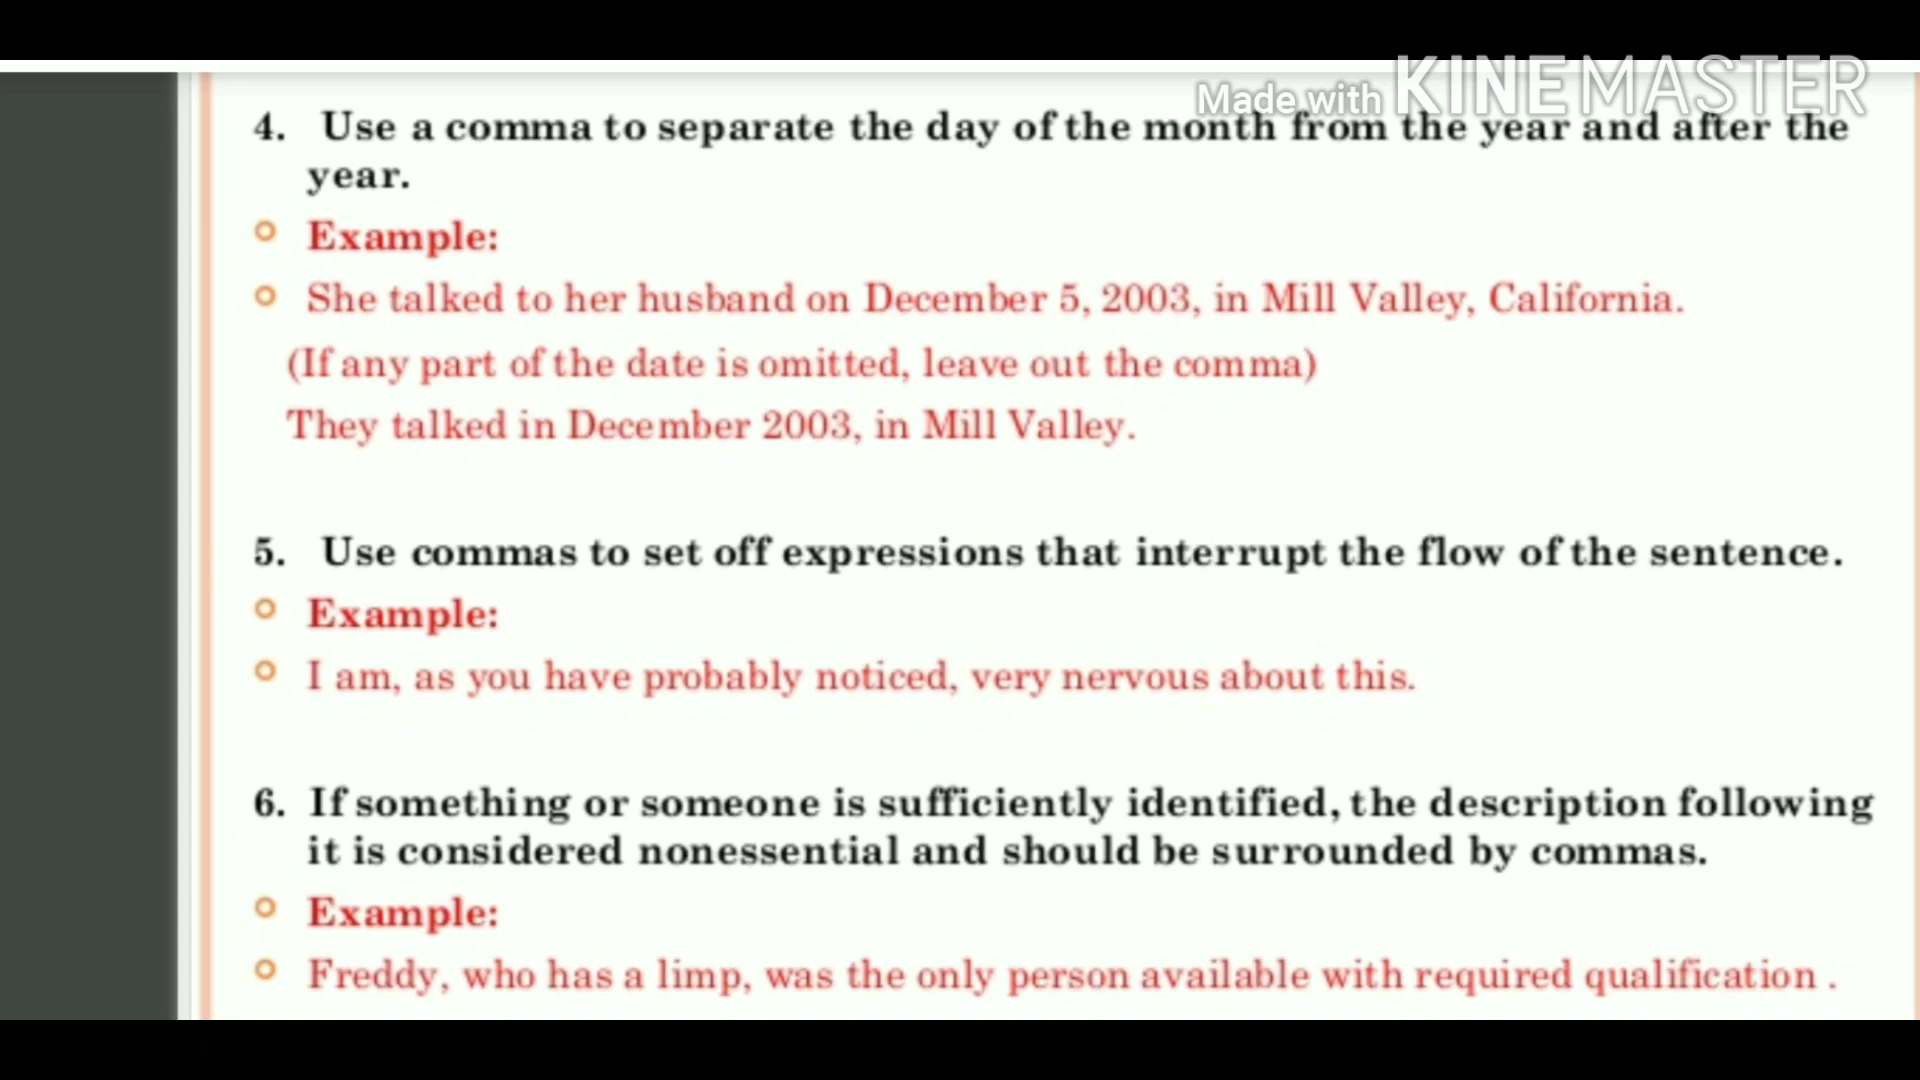 Made with KINEMASTER
4. Use a comma to separate the day of the month from the year and after the
year.
Example:
She talked to her husband on December 5, 2003, in Mill Valley, California.
(If any part of the date is omitted, leave out the comma)
They talked in December 2003, in Mill Valley.
5. Use commas to set off expressions that interrupt the flow of the sentence.
Example:
I am, as you have probably noticed, very nervous about this.
6. If something or someone is sufficiently identified, the description following
it is considered nonessential and should be surrounded by commas.
Example:
Freddy, who has a limp, was the only person available with required qualification .